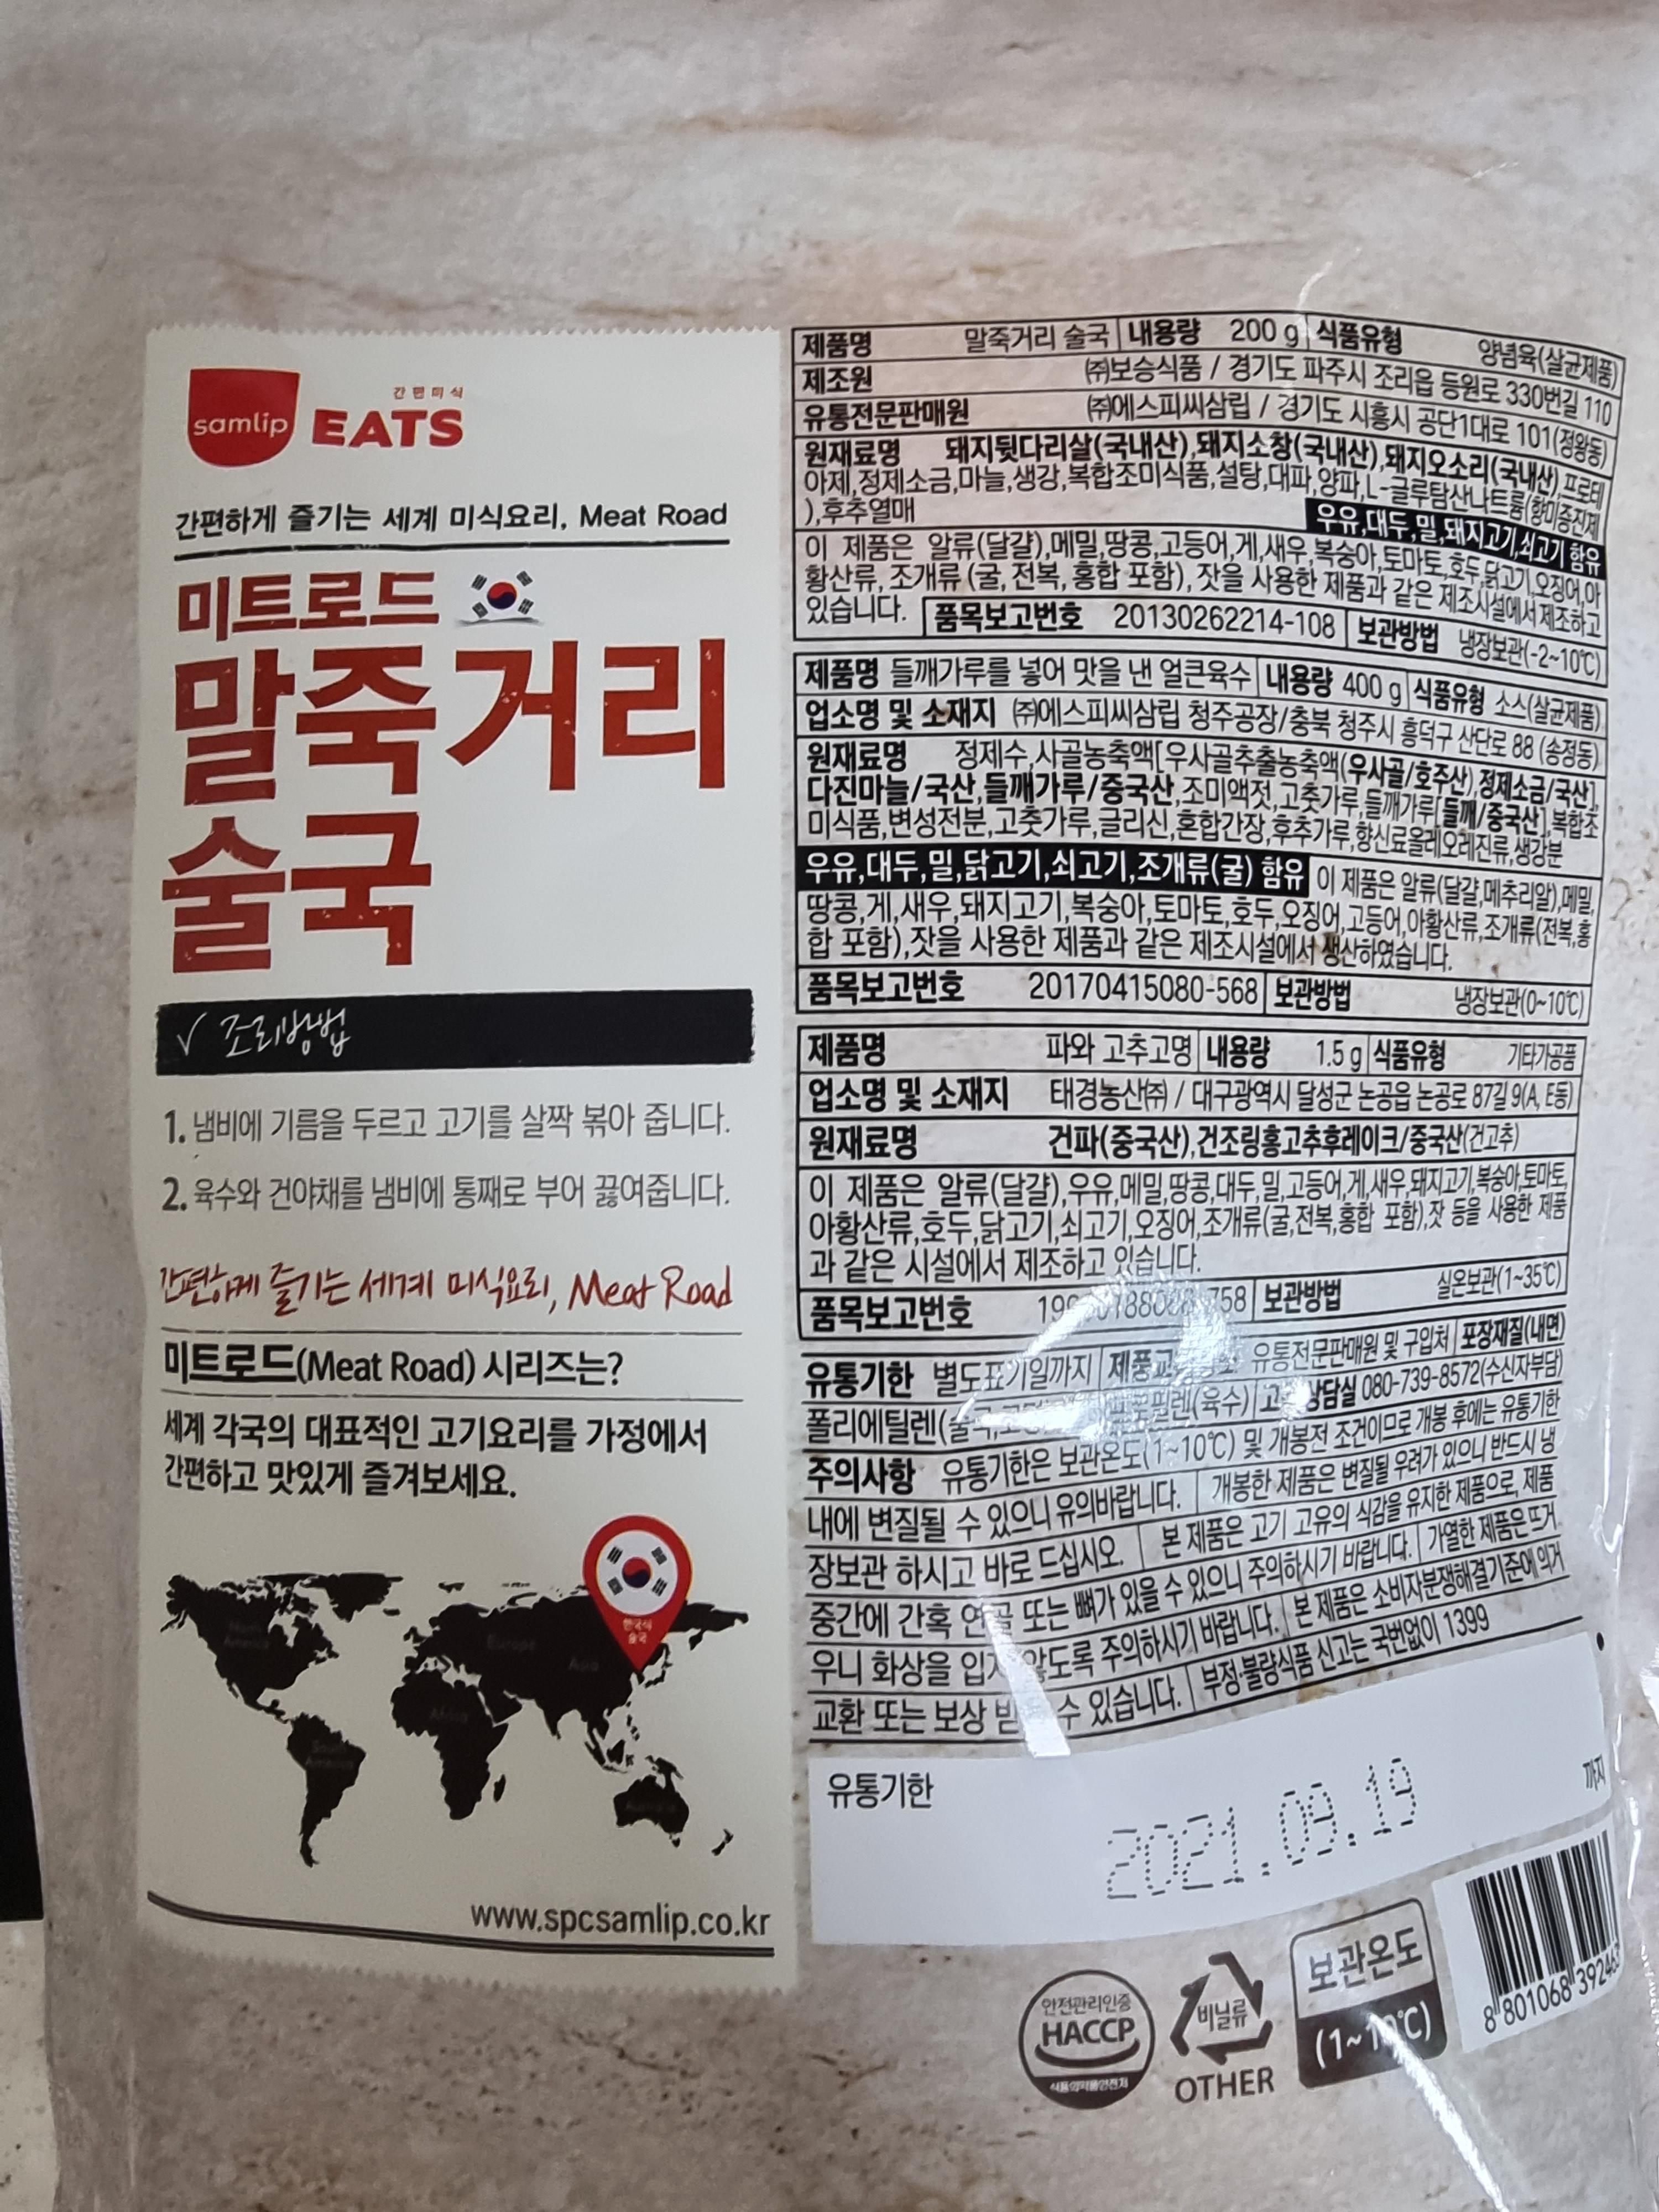 samlip
간편미식
EATS
간편하게 즐기는 세계 미식요리, Meat Road
미트로드
말죽거리
술국
√ 조리방법
1. 냄비에 기름을 두르고 고기를 살짝 볶아 줍니다.
2. 육수와 건야채를 냄비에 통째로 부어 끓여줍니다.
간편하게 즐기는 세계 미식요리, Meat Road
미트로드(Meat Road) 시리즈는?
세계 각국의 대표적인 고기요리를 가정에서
간편하고 맛있게 즐겨보세요.
한국식
술국
North
America
Europe
Asia
Africa
South
America
www.spcsamlip.co.kr
제품명 말죽거리 술국 내용량 200 g 식품유형 양념육(살균제품)
제조원 ㈜보승식품 / 경기도 파주시 조리읍 등원로 330번길 110
유통전문판매원 ㈜에스피씨삼립 / 경기도 시흥시 공단1대로 101(정왕동)
원재료명 돼지뒷다리살(국내산),돼지소창(국내산),돼지오소리(국내산),프로테
아제,정제소금,마늘,생강,복합조미식품,설탕,대파,양파,L-글루탐산나트륨(향미증진제
),후추열매 우유,대두,밀,돼지고기,쇠고기 함유
이 제품은 알류(달걀),메밀,땅콩,고등어,게,새우,복숭아,토마토,호두,닭고기,오징어,아
황산류, 조개류 (굴, 전복, 홍합 포함), 잣을 사용한 제품과 같은 제조시설에서 제조하고
있습니다. 품목보고번호 20130262214-108 보관방법 냉장보관(-2~10℃)
제품명 들깨가루를 넣어 맛을 낸 얼큰육수 내용량 400 g 식품유형 소스(살균제품)
업소명 및 소재지 ㈜에스피씨삼립 청주공장/충북 청주시 흥덕구 산단로 88 (송정동)
원재료명 정제수,사골농축액[우사골추출농축액(우사골/호주산),정제소금/국산],
다진마늘/국산,들깨가루/중국산,조미액젓,고춧가루,들깨가루[들깨/중국산],복합조
미식품,변성전분,고춧가루,글리신,혼합간장,후추가루,향신료올레오레진류,생강분
우유,대두,밀,닭고기,쇠고기,조개류(굴) 함유 이 제품은 알류(달걀,메추리알),메밀,
땅콩,게,새우,돼지고기,복숭아,토마토,호두,오징어,고등어,아황산류,조개류(전복,홍
합 포함),잣을 사용한 제품과 같은 제조시설에서 생산하였습니다.
품목보고번호 20170415080-568 보관방법 냉장보관(0~10℃)
제품명 파와 고추고명 내용량 1.5 g 식품유형 기타가공품
업소명 및 소재지 태경농산㈜ / 대구광역시 달성군 논공읍 논공로 87길 9(A, E동)
원재료명 건파(중국산),건조링홍고추후레이크/중국산(건고추)
이 제품은 알류(달걀),우유,메밀,땅콩,대두,밀,고등어,게,새우,돼지고기,복숭아,토마토,
아황산류,호두,닭고기,쇠고기,오징어,조개류(굴,전복,홍합 포함),잣 등을 사용한 제품
과 같은 시설에서 제조하고 있습니다.
품목보고번호 보관방법 실온보관(1~35℃)
유통기한 별도표기일까지 유통전문판매원 및 구입처 포장재질(내면)
폴리에틸렌 080-739-8572(수신자부담)
주의사항 유통기한은 보관온도(1~10℃) 및 개봉전 조건이므로 개봉 후에는 유통기한
내에 변질될 수 있으니 유의바랍니다. 개봉한 제품은 변질될 우려가 있으니 반드시 냉
장보관 하시고 바로 드십시오. 본 제품은 고기 고유의 식감을 유지한 제품으로, 제품
중간에 간혹 연골 또는 뼈가 있을 수 있으니 주의하시기 바랍니다. 가열한 제품은 뜨거
우니 화상을 입지 않도록 주의하시기 바랍니다. 본 제품은 소비자분쟁해결기준에 의거
교환 또는 보상 수 있습니다. 부정·불량식품 신고는 국번없이 1399
유통기한 2021.09.19 까지
안전관리인증
HACCP
식품의약품안전처
비닐류
OTHER
보관온도
(1~10℃)
8 801068